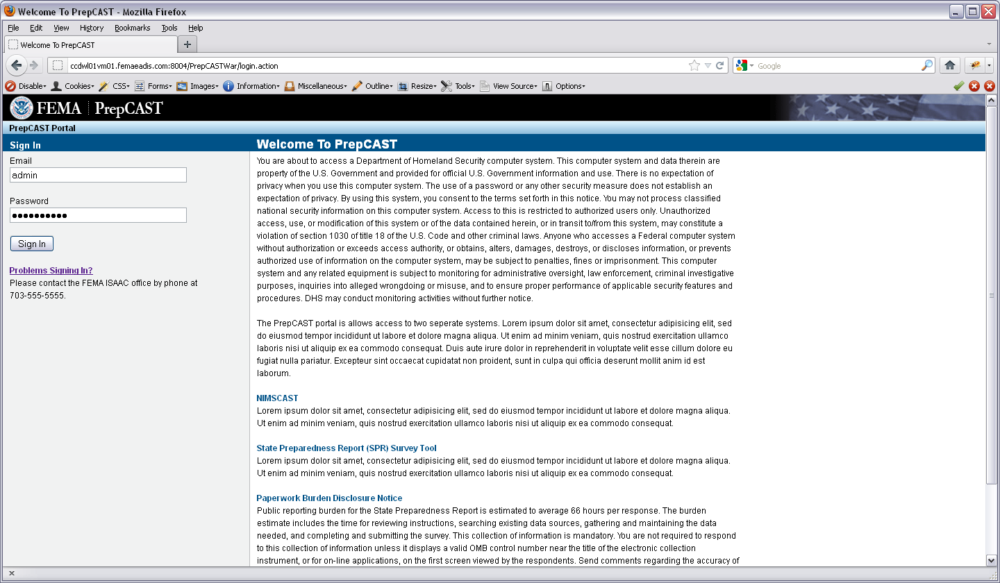 Welcome To PrepCAST - Mozilla Firefox
File Edit View History Bookmarks Tools Help
Welcome To PrepCAST
ccdwl01vm01.femaeadis.com:8004/PrepCASTWar/login.action
Google
Disable Cookies CSS Forms Images Information Miscellaneous Outline Resize Tools View Source Options
FEMA PrepCAST
PrepCAST Portal
Sign In
Email
admin
Password
Sign In
Problems Signing In?
Please contact the FEMA ISAAC office by phone at
703-555-5555.
Welcome To PrepCAST
You are about to access a Department of Homeland Security computer system. This computer system and data therein are
property of the U.S. Government and provided for official U.S. Government information and use. There is no expectation of
privacy when you use this computer system. The use of a password or any other security measure does not establish an
expectation of privacy. By using this system, you consent to the terms set forth in this notice. You may not process classified
national security information on this computer system. Access to this is restricted to authorized users only. Unauthorized
access, use, or modification of this system or of the data contained herein, or in transit to/from this system, may constitute a
violation of section 1030 of title 18 of the U.S. Code and other criminal laws. Anyone who accesses a Federal computer system
without authorization or exceeds access authority, or obtains, alters, damages, destroys, or discloses information, or prevents
authorized use of information on the computer system, may be subject to penalties, fines or imprisonment. This computer
system and any related equipment is subject to monitoring for administrative oversight, law enforcement, criminal investigative
purposes, inquiries into alleged wrongdoing or misuse, and to ensure proper performance of applicable security features and
procedures. DHS may conduct monitoring activities without further notice.
The PrepCAST portal is allows access to two seperate systems. Lorem ipsum dolor sit amet, consectetur adipisicing elit, sed
do eiusmod tempor incididunt ut labore et dolore magna aliqua. Ut enim ad minim veniam, quis nostrud exercitation ullamco
laboris nisi ut aliquip ex ea commodo consequat. Duis aute irure dolor in reprehenderit in voluptate velit esse cillum dolore eu
fugiat nulla pariatur. Excepteur sint occaecat cupidatat non proident, sunt in culpa qui officia deserunt mollit anim id est
laborum.
NIMSCAST
Lorem ipsum dolor sit amet, consectetur adipisicing elit, sed do eiusmod tempor incididunt ut labore et dolore magna aliqua.
Ut enim ad minim veniam, quis nostrud exercitation ullamco laboris nisi ut aliquip ex ea commodo consequat.
State Preparedness Report (SPR) Survey Tool
Lorem ipsum dolor sit amet, consectetur adipisicing elit, sed do eiusmod tempor incididunt ut labore et dolore magna aliqua.
Ut enim ad minim veniam, quis nostrud exercitation ullamco laboris nisi ut aliquip ex ea commodo consequat.
Paperwork Burden Disclosure Notice
Public reporting burden for the State Preparedness Report is estimated to average 66 hours per response. The burden
estimate includes the time for reviewing instructions, searching existing data sources, gathering and maintaining the data
needed, and completing and submitting the survey. This collection of information is mandatory. You are not required to respond
to this collection of information unless it displays a valid OMB control number near the title of the electronic collection
instrument, or for on-line applications, on the first screen viewed by the respondents. Send comments regarding the accuracy of